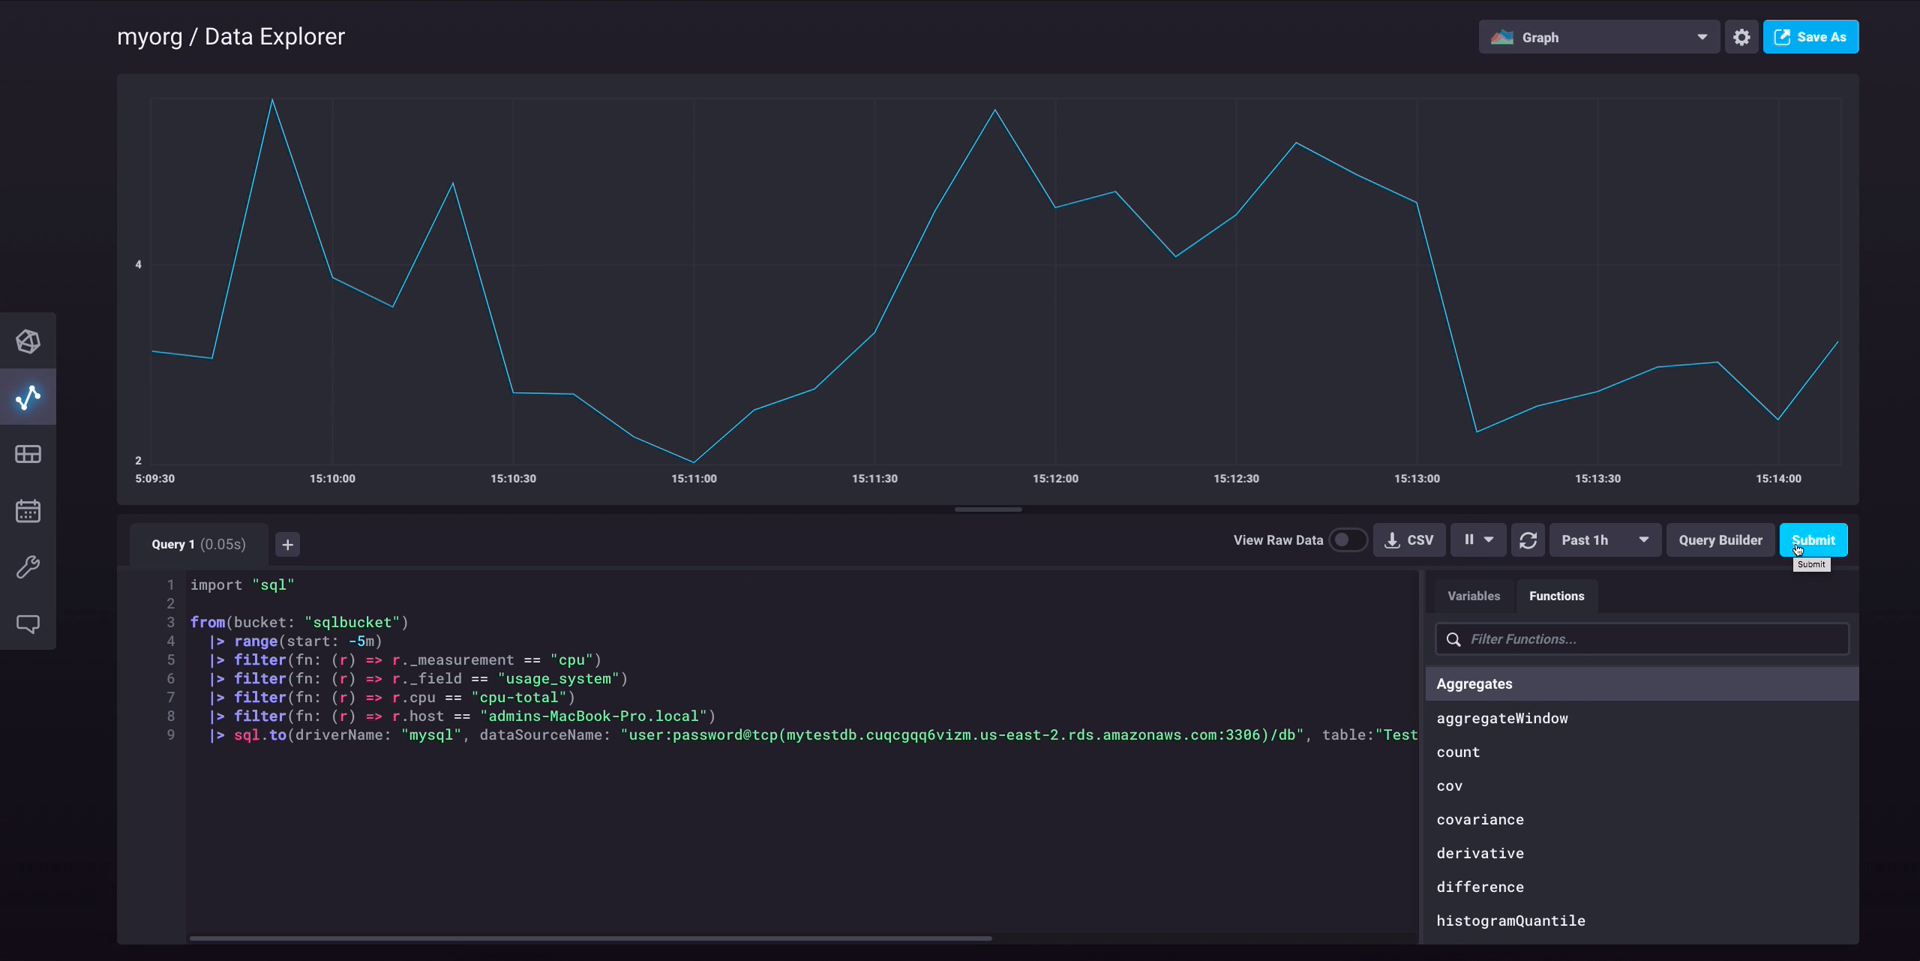 myorg / Data Explorer
Graph
Save As
4
2
5:09:30 15:10:00 15:10:30 15:11:00 15:11:30 15:12:00 15:12:30 15:13:00 15:13:30 15:14:00
Query 1 (0.05s)
+
View Raw Data
CSV
Past 1h
Query Builder
Submit
Submit
1 import "sql"
2
3 from(bucket: "sqlbucket")
4 |> range(start: -5m)
5 |> filter(fn: (r) => r._measurement == "cpu")
6 |> filter(fn: (r) => r._field == "usage_system")
7 |> filter(fn: (r) => r.cpu == "cpu-total")
8 |> filter(fn: (r) => r.host == "admins-MacBook-Pro.local")
9 |> sql.to(driverName: "mysql", dataSourceName: "user:password@tcp(mytestdb.cuqcgqq6vizm.us-east-2.rds.amazonaws.com:3306)/db", table:"Test
Variables
Functions
Filter Functions...
Aggregates
aggregateWindow
count
cov
covariance
derivative
difference
histogramQuantile